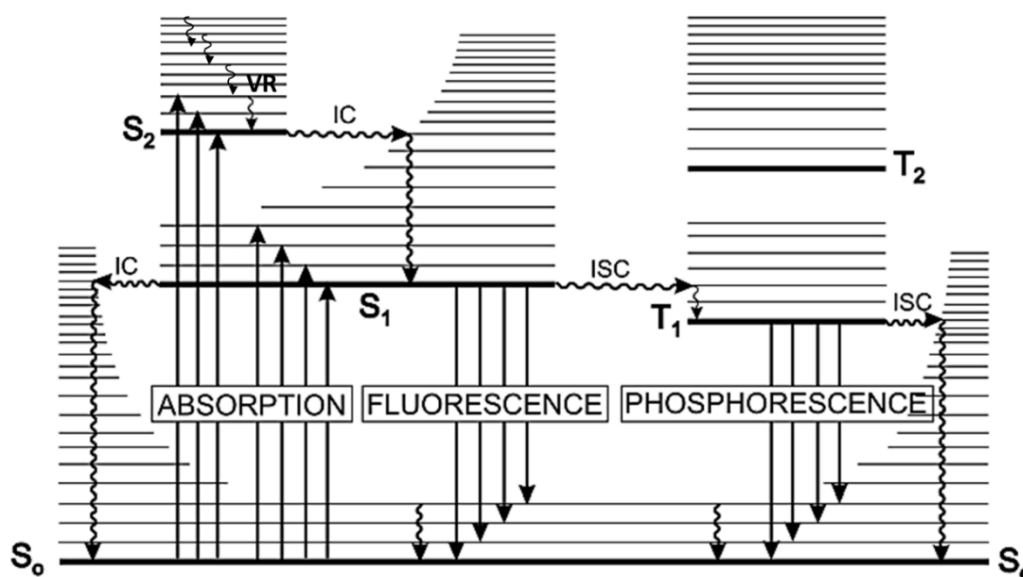 VR
S₂
IC
T₂
IC
ISC
S₁
T₁
ISC
ABSORPTION
FLUORESCENCE
PHOSPHORESCENCE
Sₒ